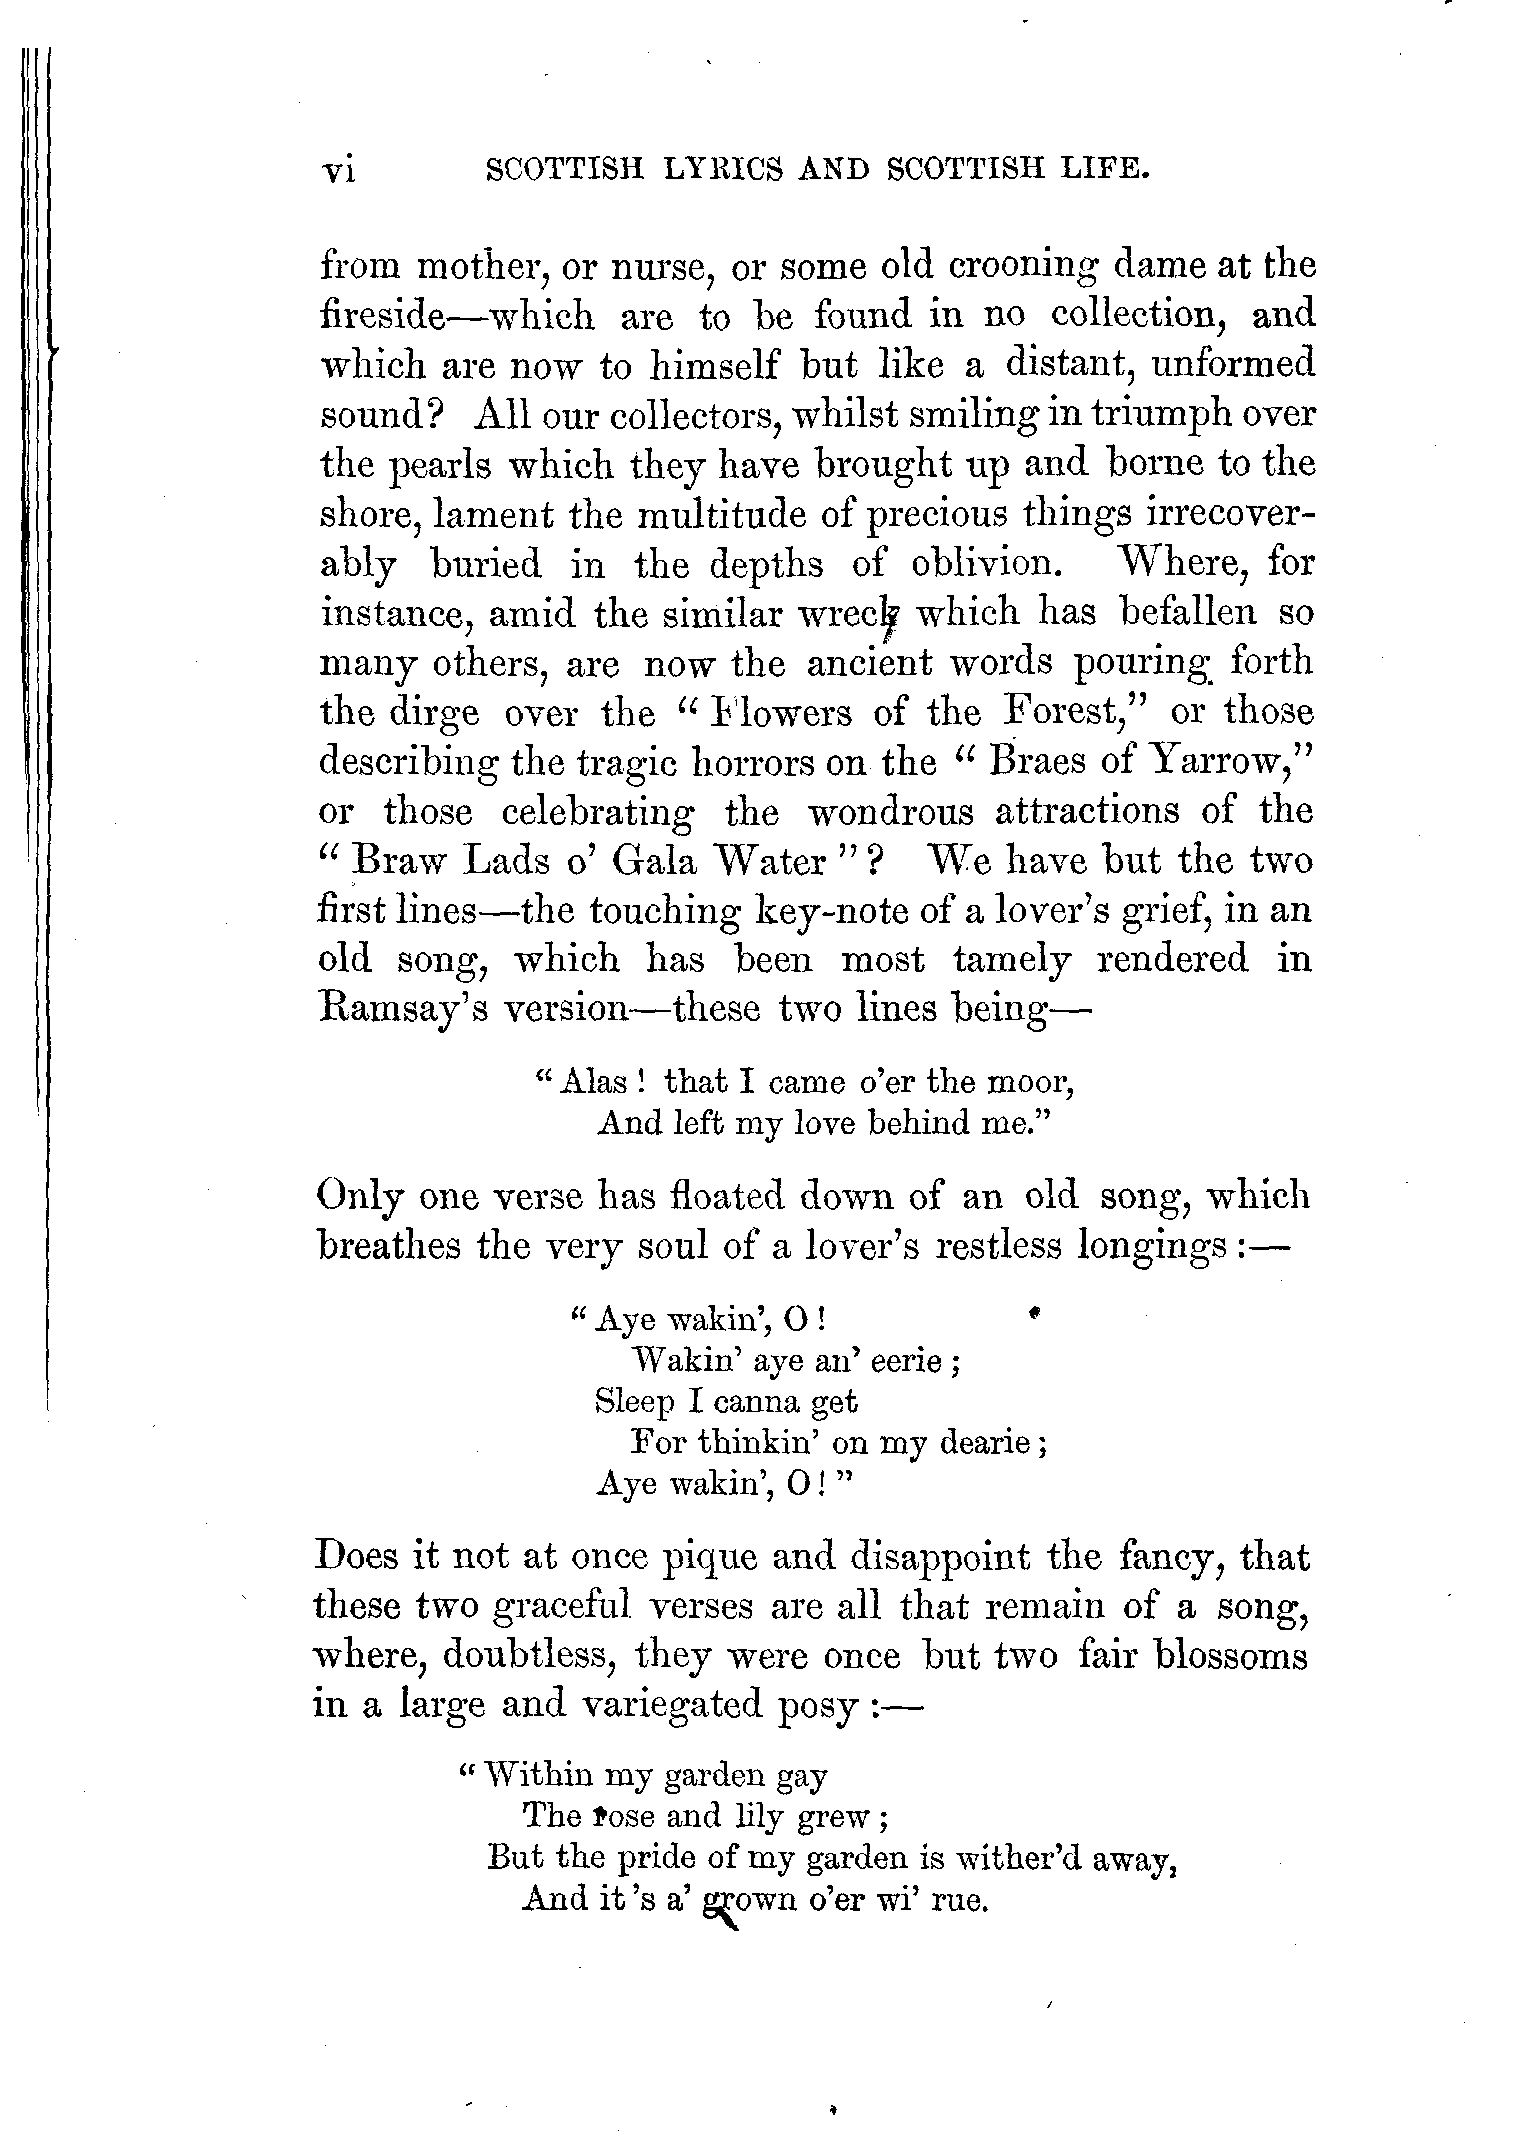 vi SCOTTISH LYRICS AND SCOTTISH LIFE.
from mother, or nurse, or some old crooning dame at the
fireside—which are to be found in no collection, and
which are now to himself but like a distant, unformed
sound? All our collectors, whilst smiling in triumph over
the pearls which they have brought up and borne to the
shore, lament the multitude of precious things irrecover-
ably buried in the depths of oblivion. Where, for
instance, amid the similar wreck which has befallen so
many others, are now the ancient words pouring forth
the dirge over the “Flowers of the Forest,” or those
describing the tragic horrors on the “Braes of Yarrow,”
or those celebrating the wondrous attractions of the
“Braw Lads o’ Gala Water”? We have but the two
first lines—the touching key-note of a lover’s grief, in an
old song, which has been most tamely rendered in
Ramsay’s version—these two lines being—
“Alas! that I came o’er the moor,
And left my love behind me.”
Only one verse has floated down of an old song, which
breathes the very soul of a lover’s restless longings:—
“Aye wakin’, O!
Wakin’ aye an’ eerie;
Sleep I canna get
For thinkin’ on my dearie;
Aye wakin’, O!”
Does it not at once pique and disappoint the fancy, that
these two graceful verses are all that remain of a song,
where, doubtless, they were once but two fair blossoms
in a large and variegated posy:—
“Within my garden gay
The rose and lily grew;
But the pride of my garden is wither’d away,
And it’s a’ grown o’er wi’ rue.